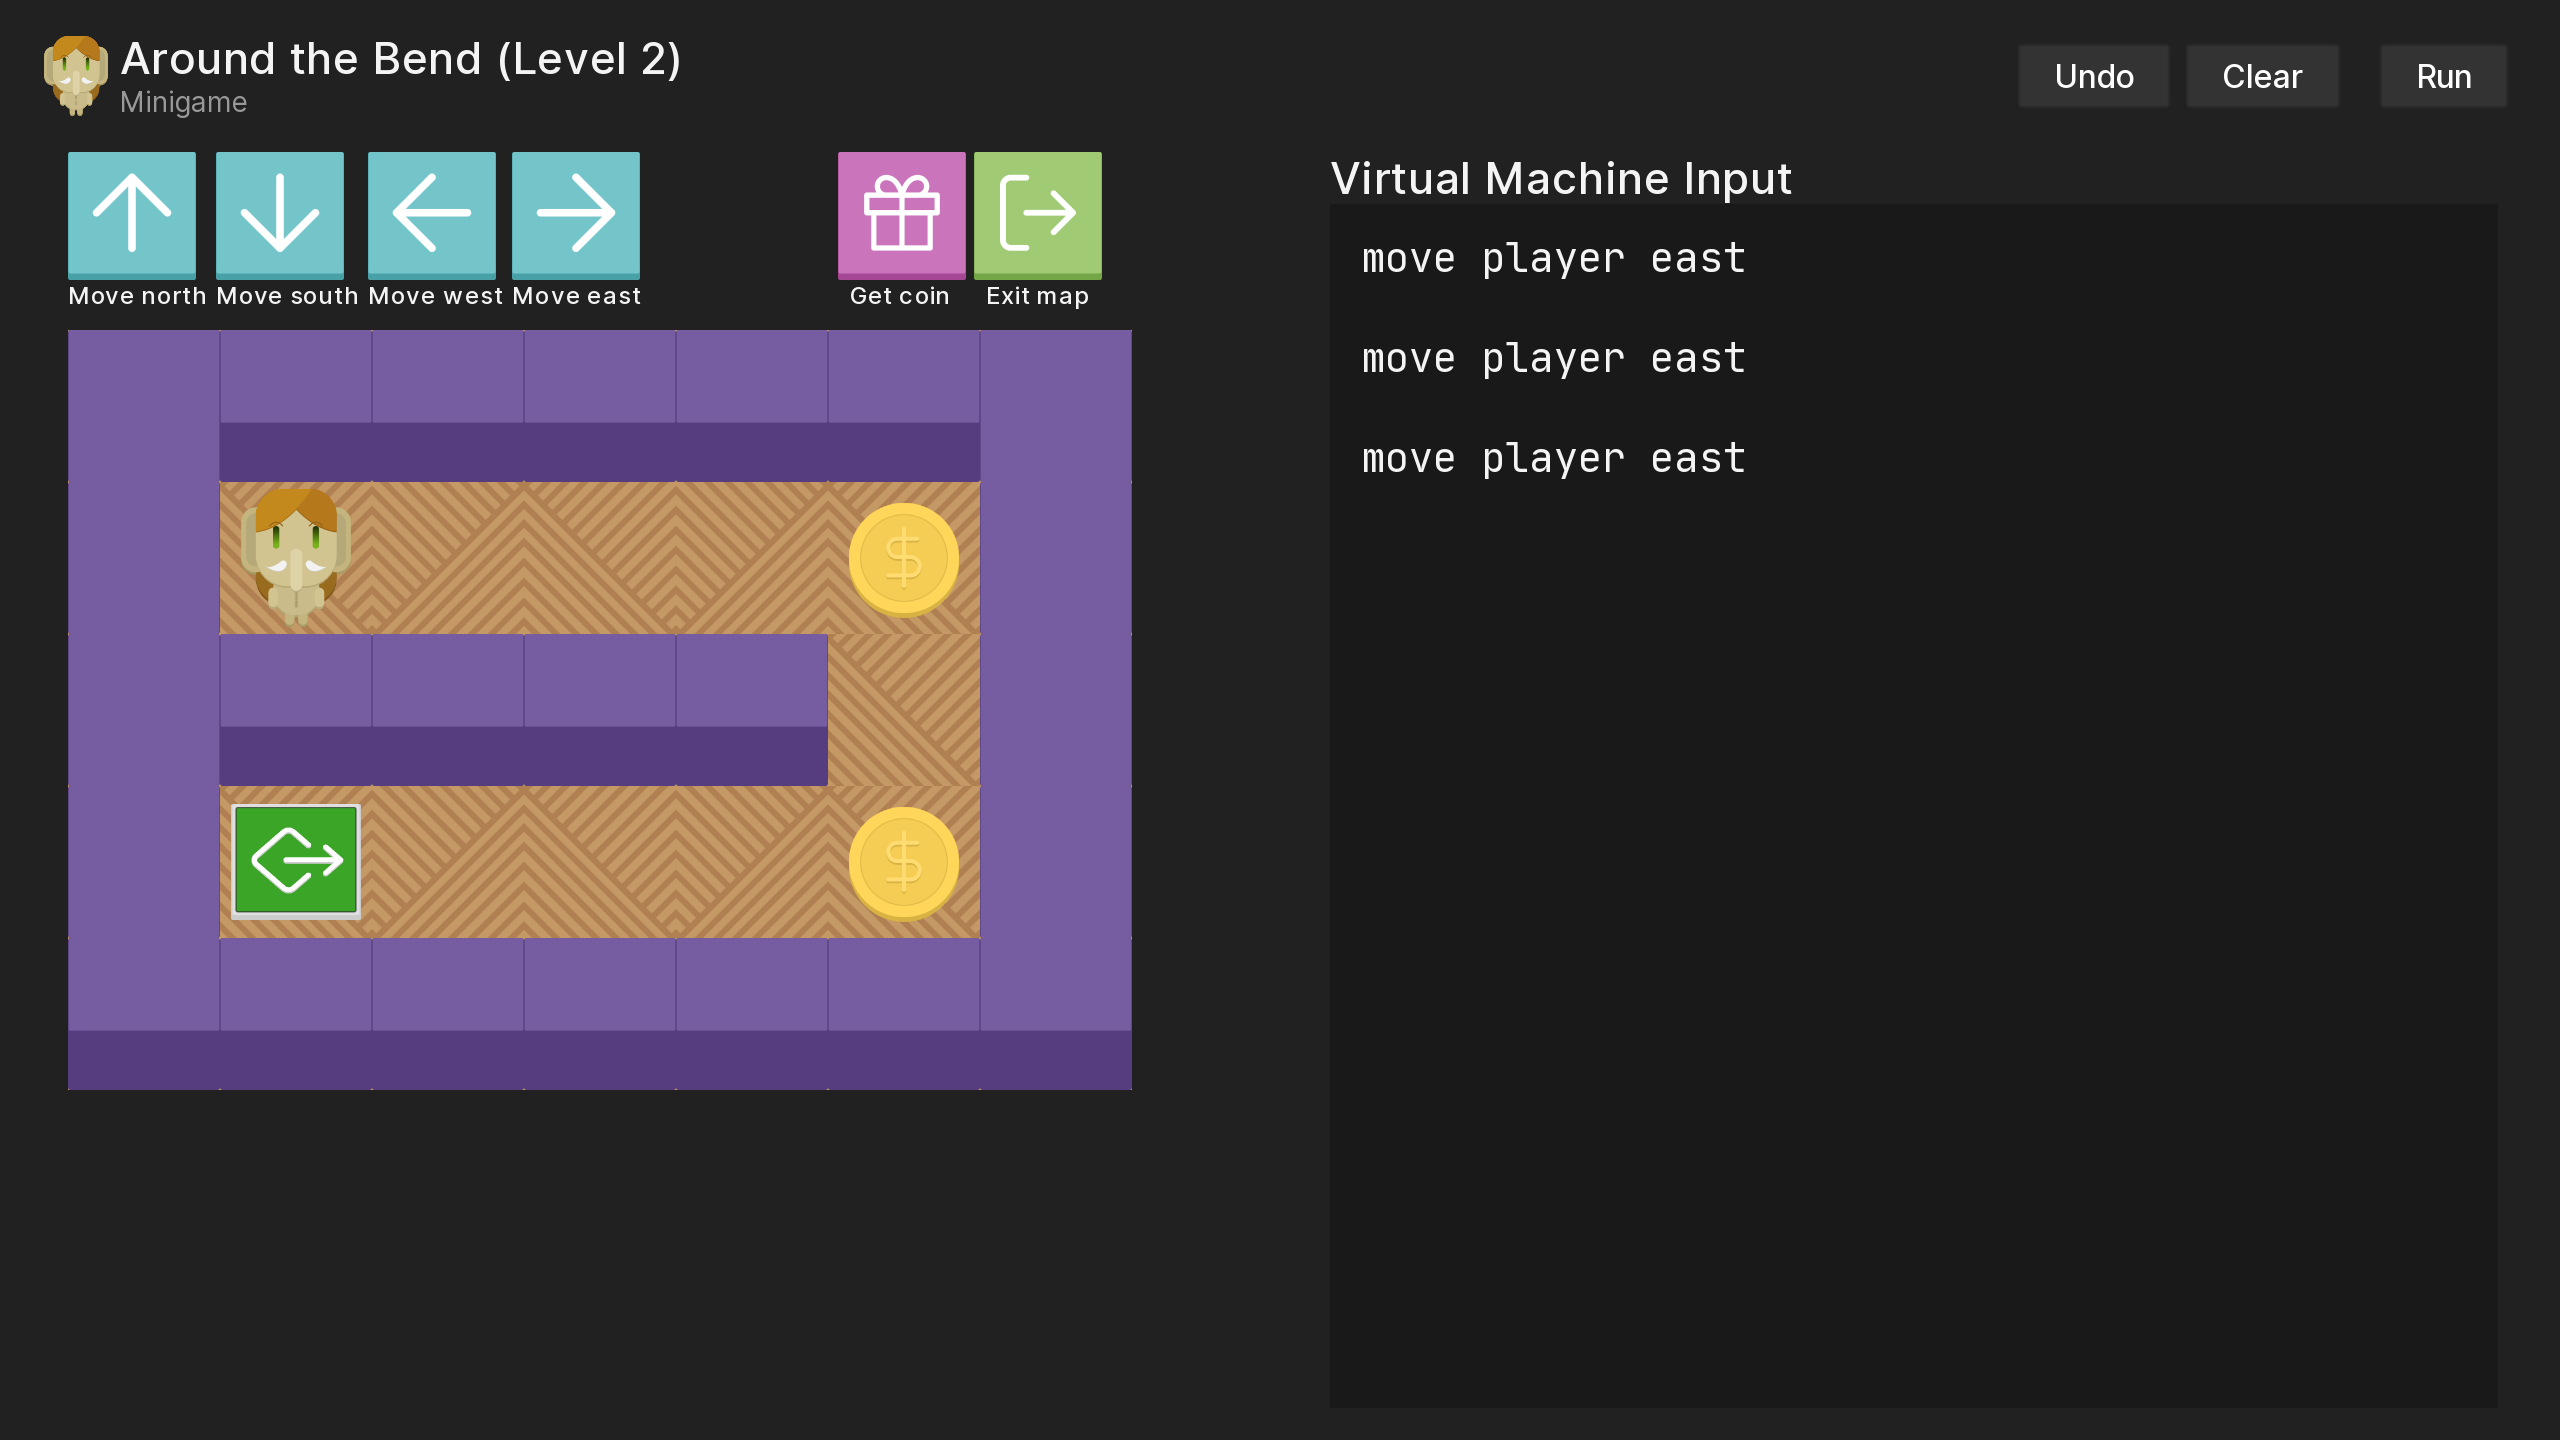 Around the Bend (Level 2)
Minigame
Undo
Clear
Run
Move north
Move south
Move west
Move east
Get coin
Exit map
Virtual Machine Input
move player east
move player east
move player east